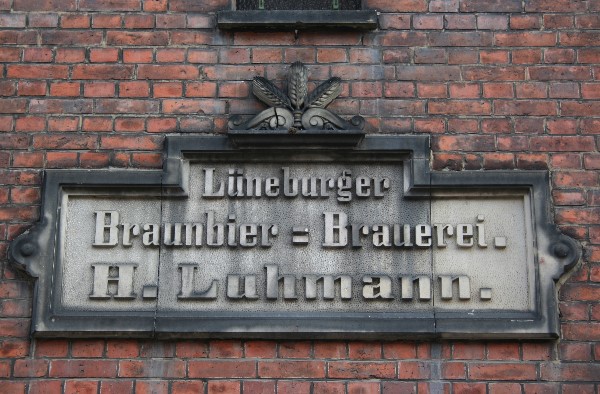 Lüneburger
Braunbier = Brauerei.
H. Luhmann.